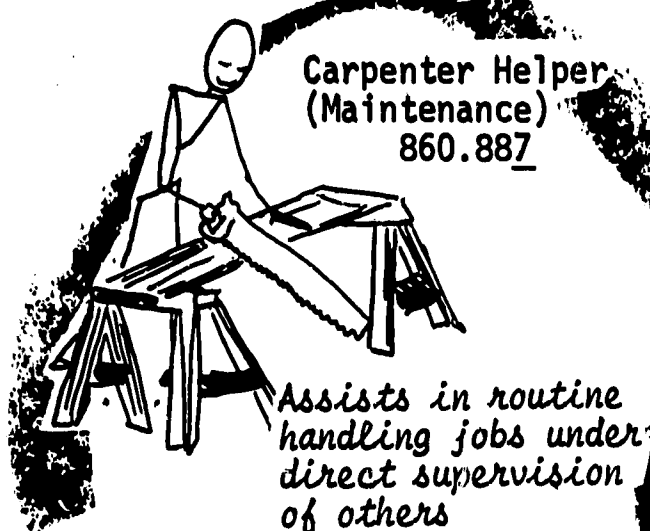 Carpenter Helper
(Maintenance)
860.887
Assists in routine
handling jobs under
direct supervision
of others